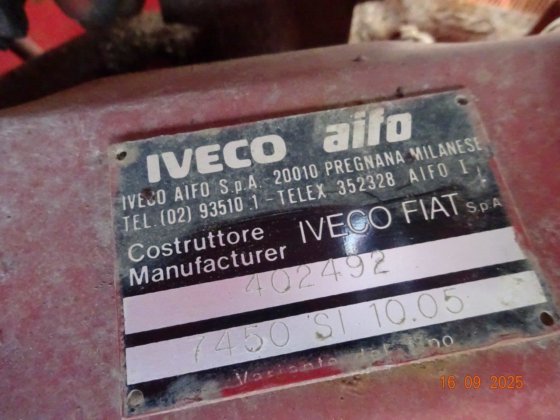 IVECO aifo
IVECO AIFO S.p.A. 20010 PREGNANA MILANESE
TEL. (02) 93510.1 - TELEX 352328 AIFO I
Costruttore
Manufacturer IVECO FIAT S.p.A.
402492
7450 SI 10.05
16 09 2025